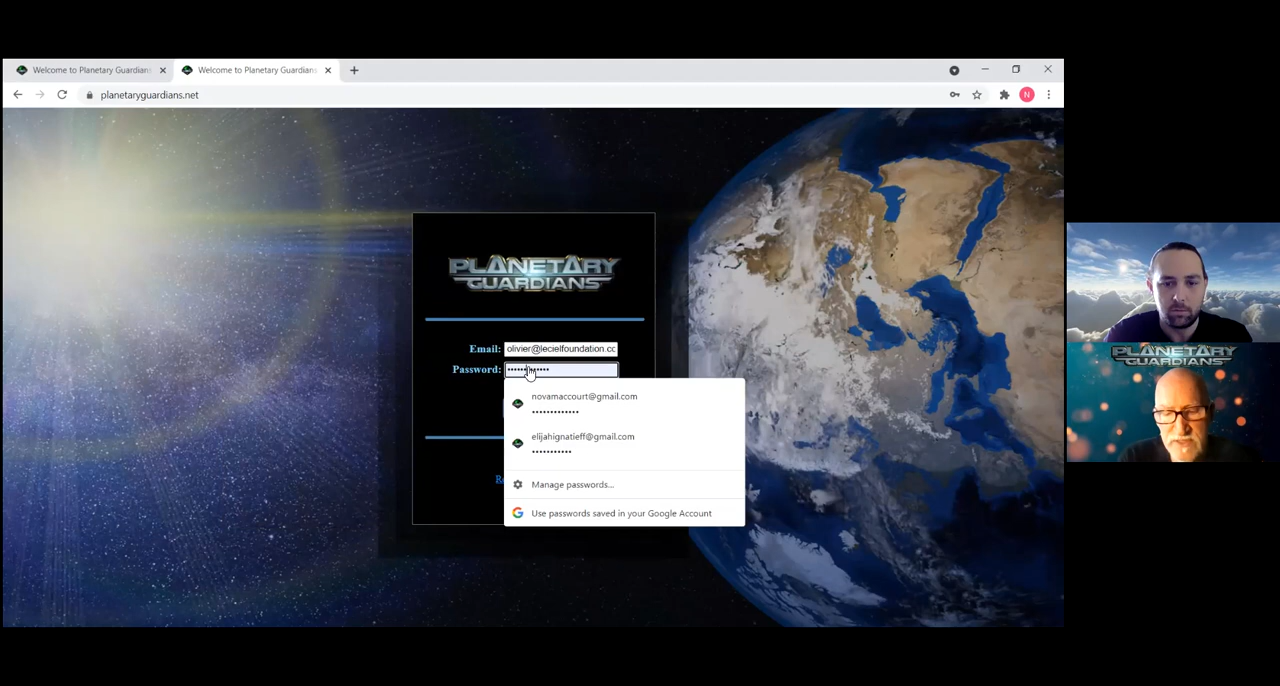 Welcome to Planetary Guardians
Welcome to Planetary Guardians
planetaryguardians.net
N
PLANETARY
GUARDIANS
Email: olivier@lecielfoundation.cc
Password: •••••••••••••
novamaccourt@gmail.com
•••••••••••••
elijahignatieff@gmail.com
•••••••••••
Manage passwords...
Use passwords saved in your Google Account
PLANETARY
GUARDIANS